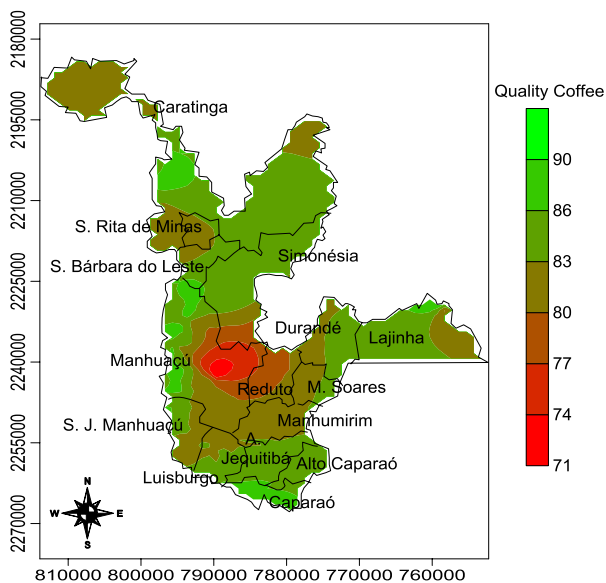 Quality Coffee
90
86
83
80
77
74
71
2180000
2195000
2210000
2225000
2240000
2255000
2270000
Caratinga
S. Rita de Minas
Simonésia
S. Bárbara do Leste
Durandé
Lajinha
Manhuaçú
Reduto
M. Soares
S. J. Manhuaçú
Manhumirim
A.
Jequitibá
Alto Caparaó
Luisburgo
Caparaó
N
W
E
S
810000
800000
790000
780000
770000
760000